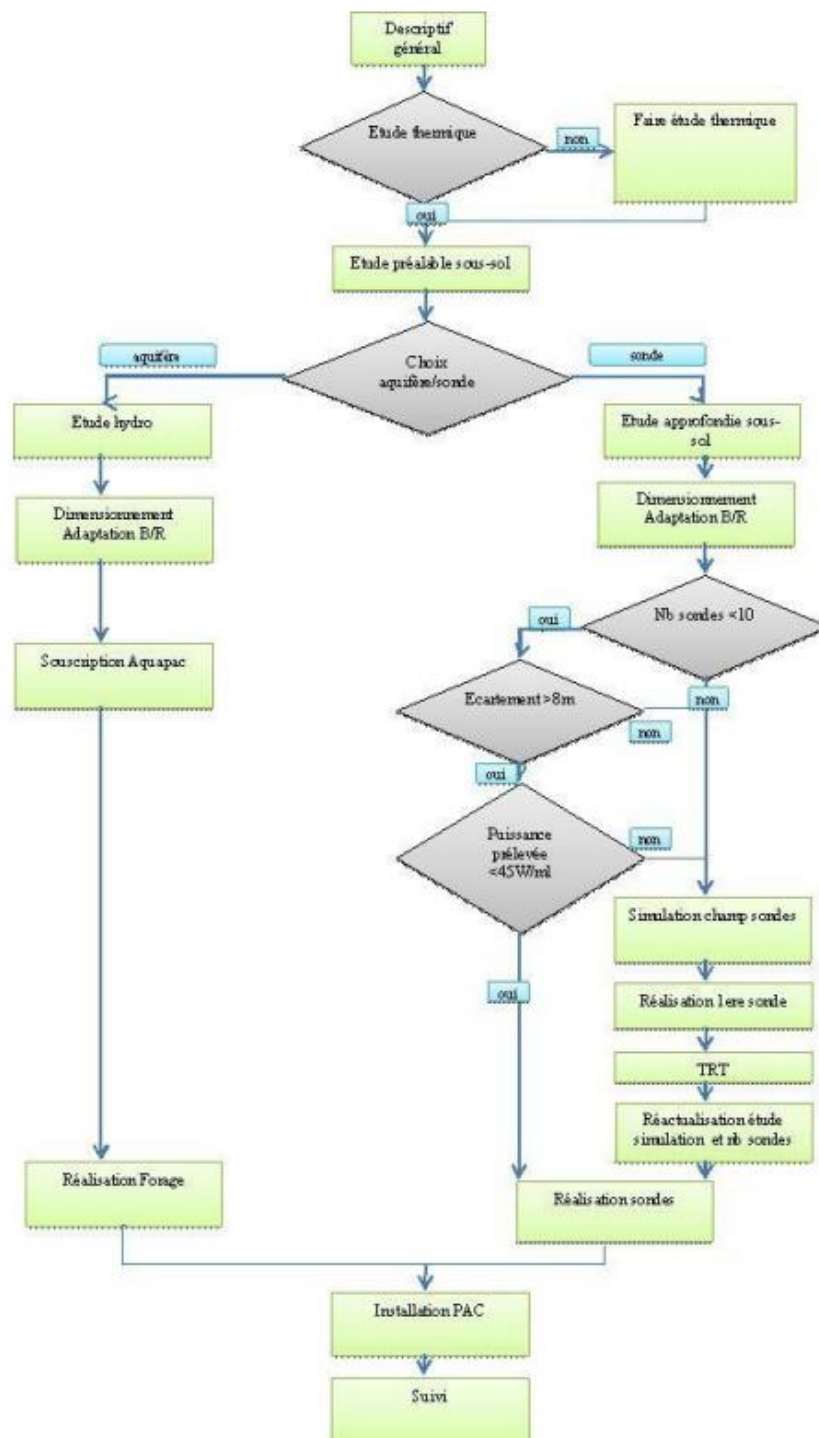 Descriptif
général
Etude thermique
non
Faire étude thermique
oui
Etude préalable sous-sol
aquifère
Choix
aquifère/sonde
sonde
Etude hydro
Etude approfondie sous-
sol
Dimensionnement
Adaptation B/R
Dimensionnement
Adaptation B/R
Nb sondes <10
oui
Souscription Aquapac
Ecartement >8m
non
non
oui
Puissance
prélevée
<45W/ml
non
Simulation champ sondes
oui
Réalisation 1ere sonde
TRT
Réactualisation étude
simulation et nb sondes
Réalisation Forage
Réalisation sondes
Installation PAC
Suivi